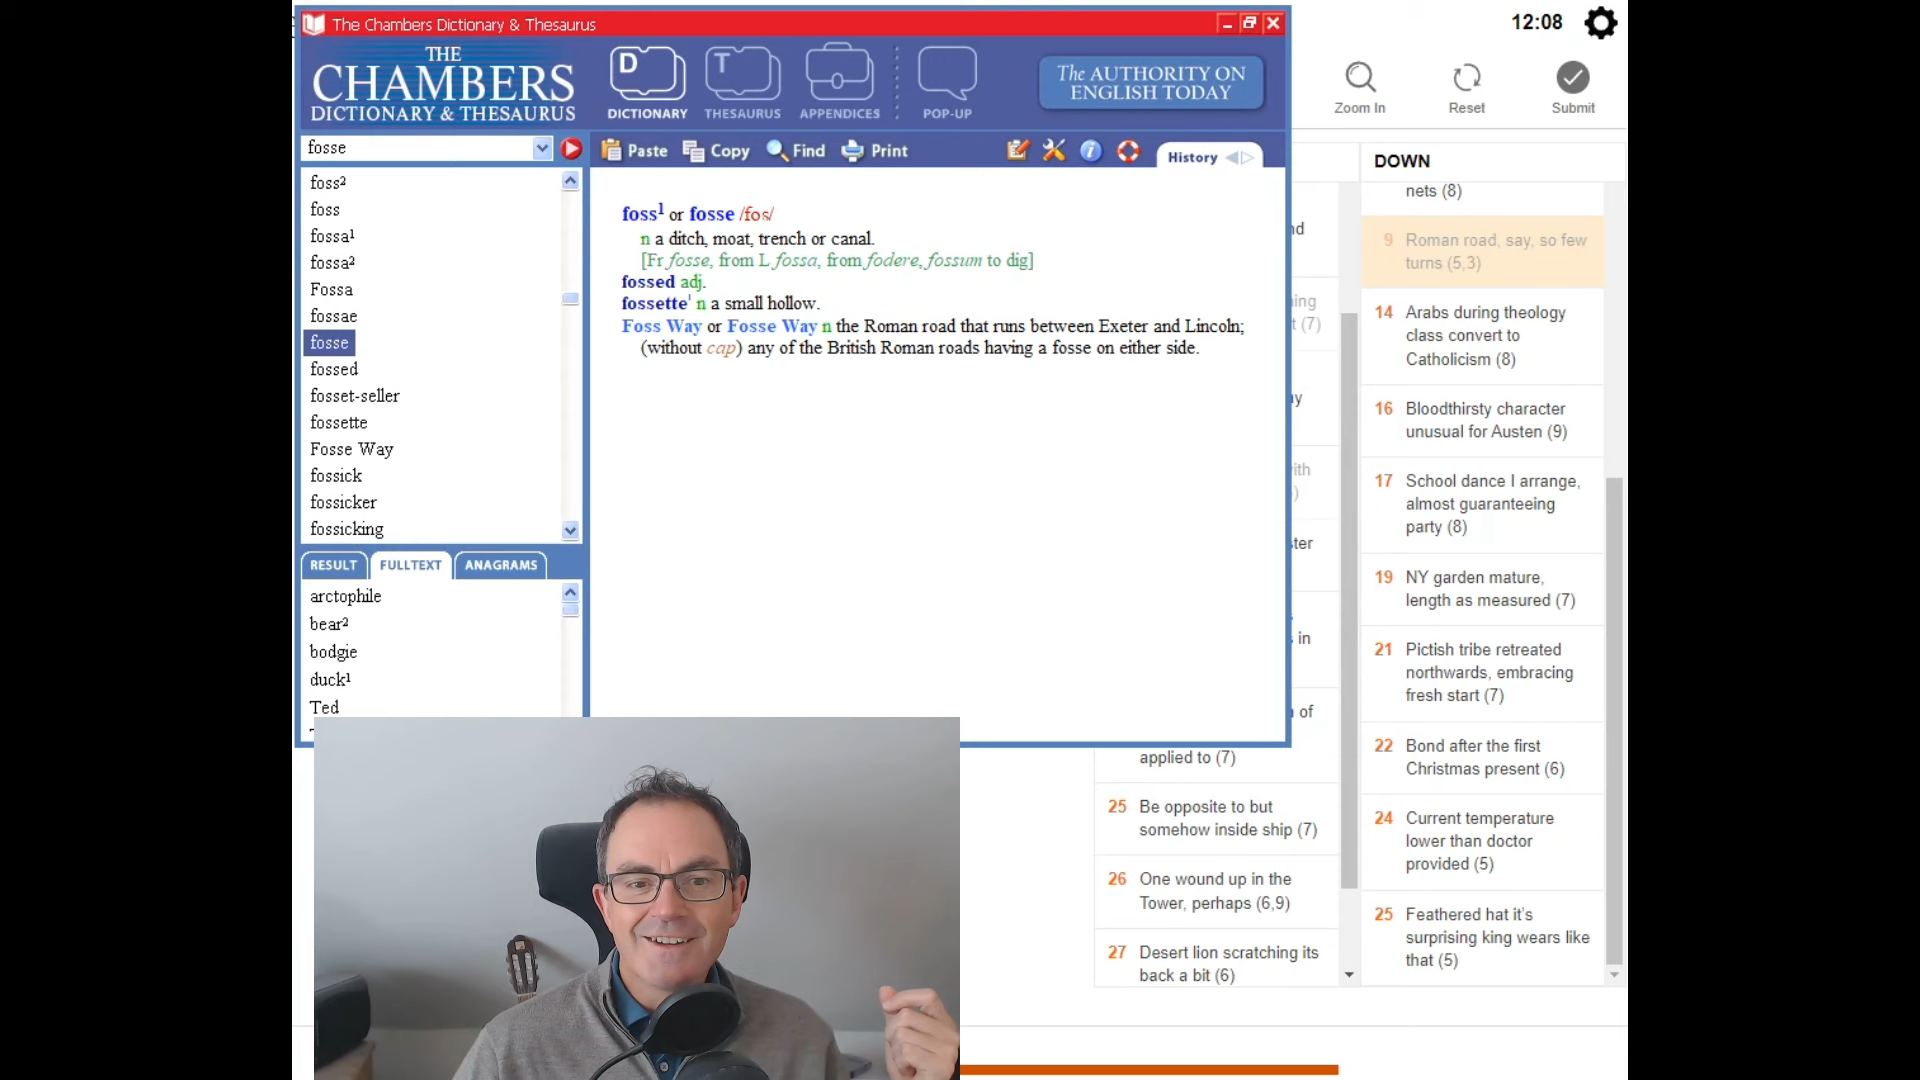 The Chambers Dictionary & Thesaurus
12:08
THE
CHAMBERS
DICTIONARY & THESAURUS
D
DICTIONARY
T
THESAURUS
APPENDICES
POP-UP
The AUTHORITY ON
ENGLISH TODAY
Zoom In
Reset
Submit
fosse
Paste
Copy
Find
Print
History
foss²
foss
fossa¹
fossa²
Fossa
fossae
fosse
fossed
fosset-seller
fossette
Fosse Way
fossick
fossicker
fossicking
RESULT
FULLTEXT
ANAGRAMS
arctophile
bear²
bodgie
duck¹
Ted
foss¹ or fosse /fos/
n a ditch, moat, trench or canal.
[Fr fosse, from L fossa, from fodere, fossum to dig]
fossed adj.
fossette' n a small hollow.
Foss Way or Fosse Way n the Roman road that runs between Exeter and Lincoln;
(without cap) any of the British Roman roads having a fosse on either side.
applied to (7)
25 Be opposite to but
somehow inside ship (7)
26 One wound up in the
Tower, perhaps (6,9)
27 Desert lion scratching its
back a bit (6)
DOWN
nets (8)
9 Roman road, say, so few
turns (5,3)
14 Arabs during theology
class convert to
Catholicism (8)
16 Bloodthirsty character
unusual for Austen (9)
17 School dance I arrange,
almost guaranteeing
party (8)
19 NY garden mature,
length as measured (7)
21 Pictish tribe retreated
northwards, embracing
fresh start (7)
22 Bond after the first
Christmas present (6)
24 Current temperature
lower than doctor
provided (5)
25 Feathered hat it's
surprising king wears like
that (5)